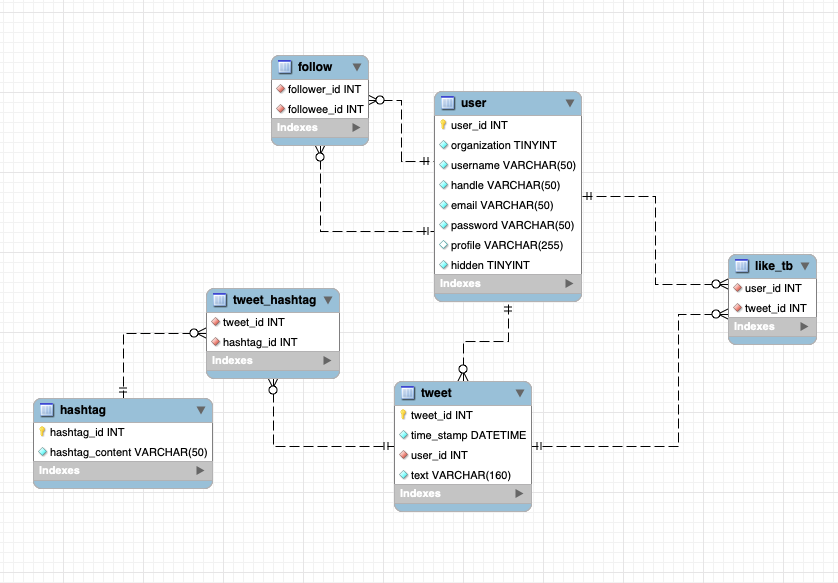 follow
follower_id INT
followee_id INT
Indexes
user
user_id INT
organization TINYINT
username VARCHAR(50)
handle VARCHAR(50)
email VARCHAR(50)
password VARCHAR(50)
profile VARCHAR(255)
hidden TINYINT
Indexes
like_tb
user_id INT
tweet_id INT
Indexes
tweet_hashtag
tweet_id INT
hashtag_id INT
Indexes
hashtag
hashtag_id INT
hashtag_content VARCHAR(50)
Indexes
tweet
tweet_id INT
time_stamp DATETIME
user_id INT
text VARCHAR(160)
Indexes